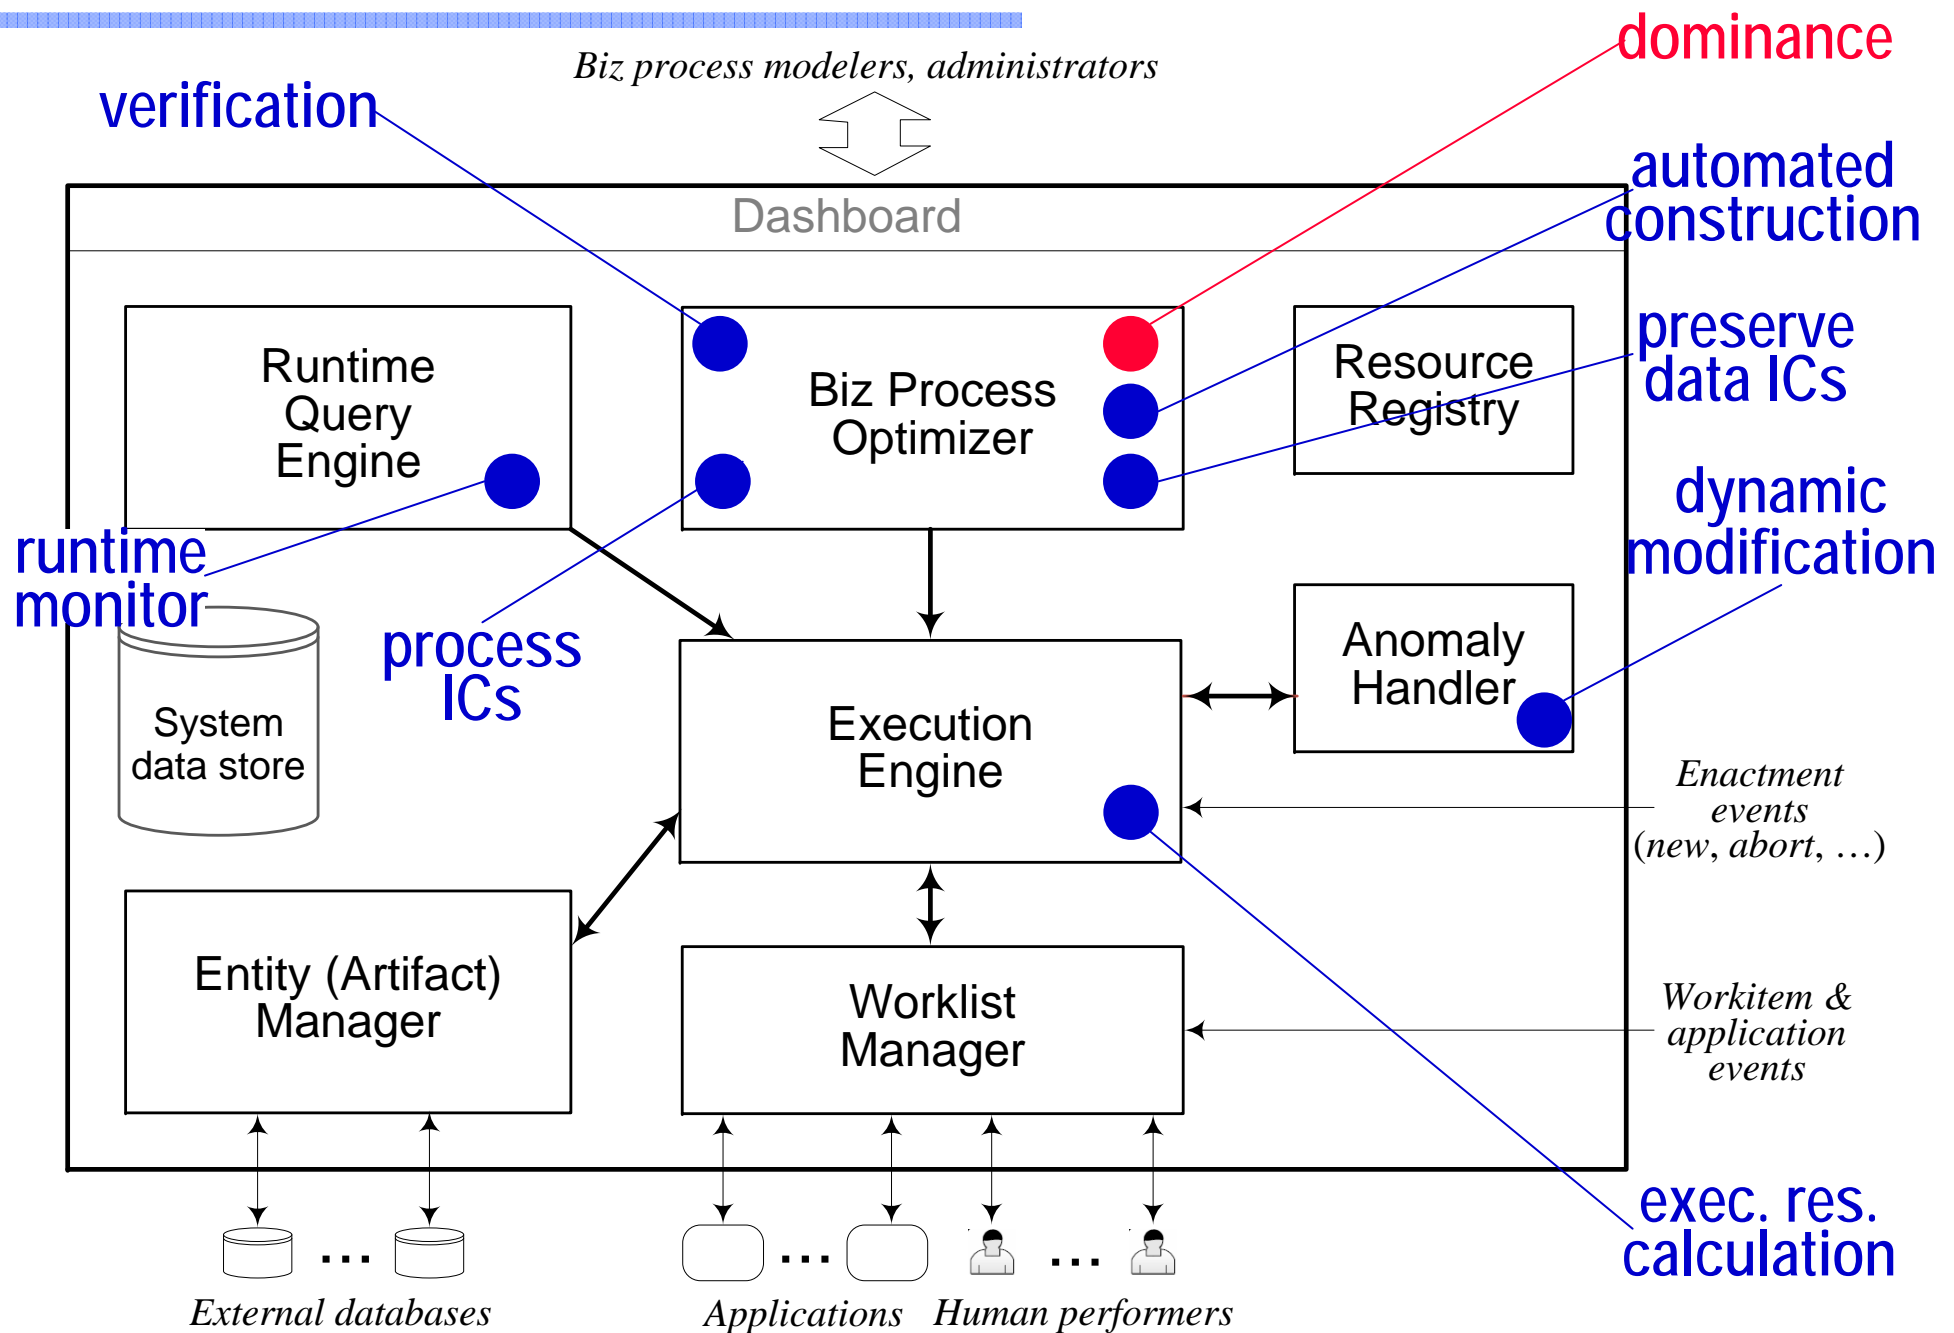 dominance
Biz process modelers, administrators
verification
automated
construction
Dashboard
preserve
data ICs
Runtime
Query
Engine
Biz Process
Optimizer
Resource
Registry
dynamic
modification
runtime
monitor
process
ICs
Anomaly
Handler
System
data store
Execution
Engine
Enactment
events
(new, abort, …)
Entity (Artifact)
Manager
Worklist
Manager
Workitem &
application
events
exec. res.
calculation
...
...
...
External databases
Applications
Human performers